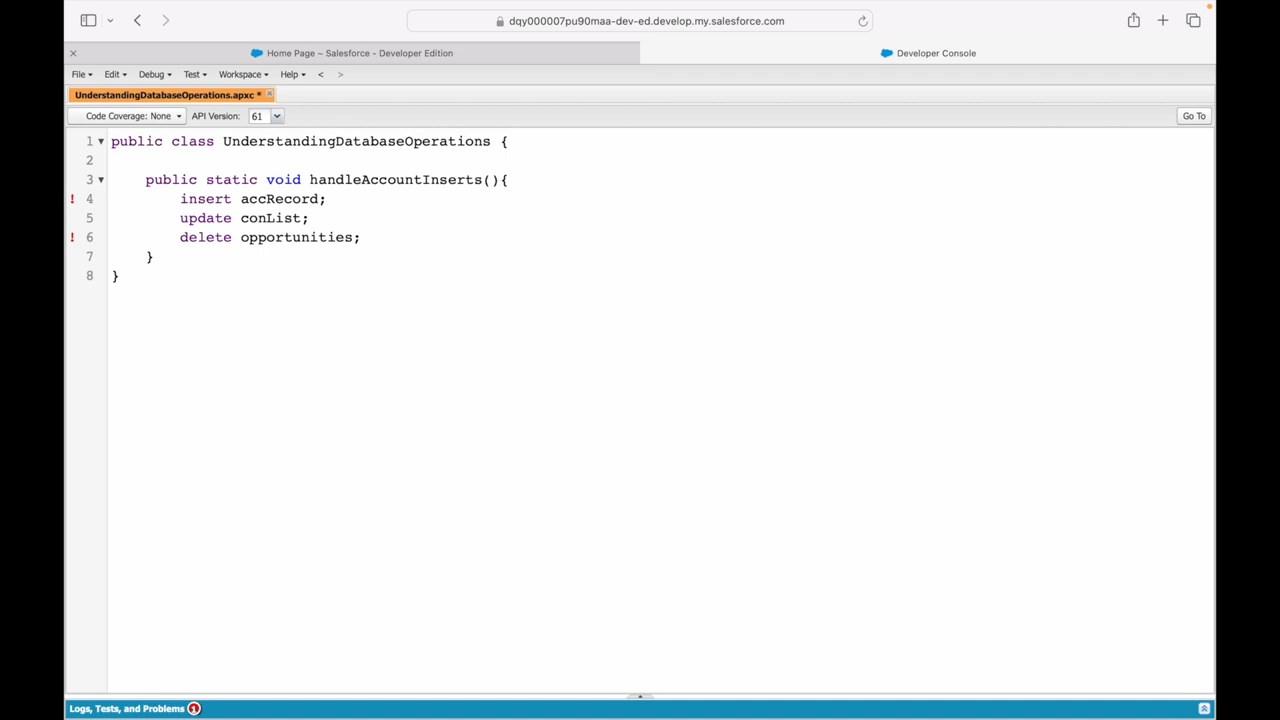 dqy000007pu90maa-dev-ed.develop.my.salesforce.com
Home Page ~ Salesforce - Developer Edition
Developer Console
File Edit Debug Test Workspace Help < >
UnderstandingDatabaseOperations.apxc *
Code Coverage: None API Version: 61 Go To
1 public class UnderstandingDatabaseOperations {
2
3 public static void handleAccountInserts(){
! 4 insert accRecord;
5 update conList;
! 6 delete opportunities;
7 }
8 }
Logs, Tests, and Problems 1